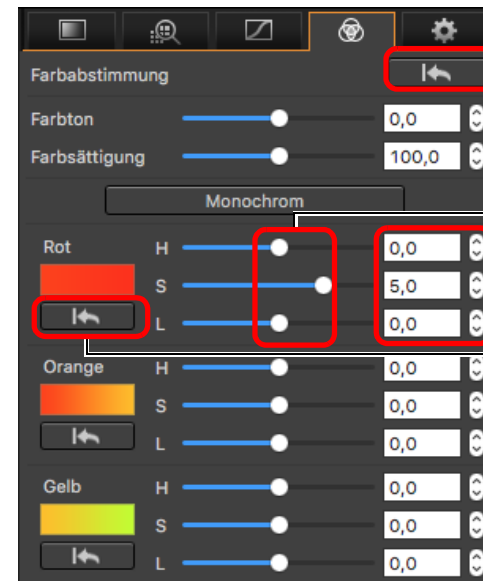 Farbabstimmung
Farbton 0,0
Farbsättigung 100,0
Monochrom
Rot H 0,0
S 5,0
L 0,0
Orange H 0,0
S 0,0
L 0,0
Gelb H 0,0
S 0,0
L 0,0